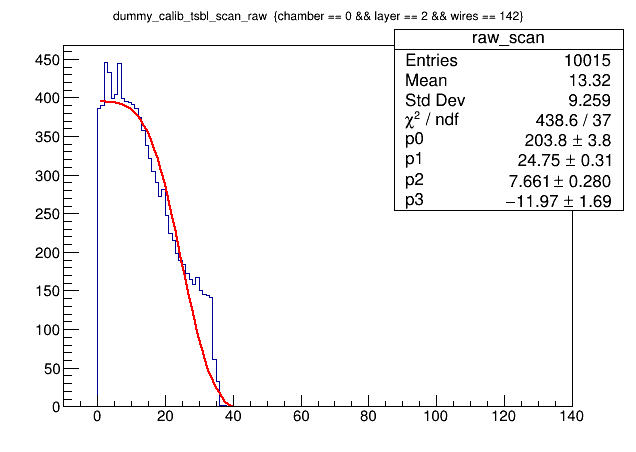 dummy_calib_tsbl_scan_raw {chamber == 0 && layer == 2 && wires == 142}
raw_scan
Entries 10015
Mean 13.32
Std Dev 9.259
χ² / ndf 438.6 / 37
p0 203.8 ± 3.8
p1 24.75 ± 0.31
p2 7.661 ± 0.280
p3 −11.97 ± 1.69
450
400
350
300
250
200
150
100
50
0
0 20 40 60 80 100 120 140